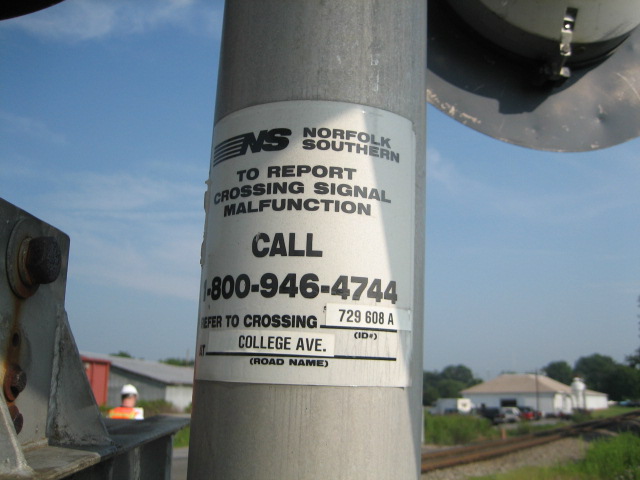 NS NORFOLK
SOUTHERN
TO REPORT
CROSSING SIGNAL
MALFUNCTION
CALL
1-800-946-4744
REFER TO CROSSING 729 608 A
(ID#)
AT COLLEGE AVE.
(ROAD NAME)